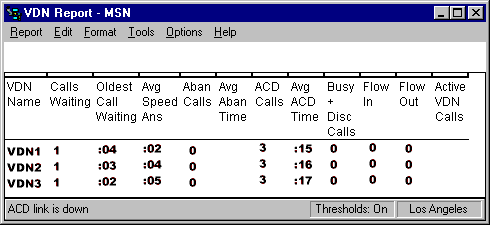 VDN Report - MSN
Report Edit Format Tools Options Help
VDN Calls Oldest Avg Aban Avg ACD Avg Busy Flow Flow Active
Name Waiting Call Speed Calls Aban Calls ACD + In Out VDN
Waiting Ans Time Time Disc Calls
Calls
VDN1 1 :04 :02 0 3 :15 0 0 0
VDN2 1 :03 :04 0 3 :16 0 0 0
VDN3 1 :02 :05 0 3 :17 0 0 0
ACD link is down Thresholds: On Los Angeles